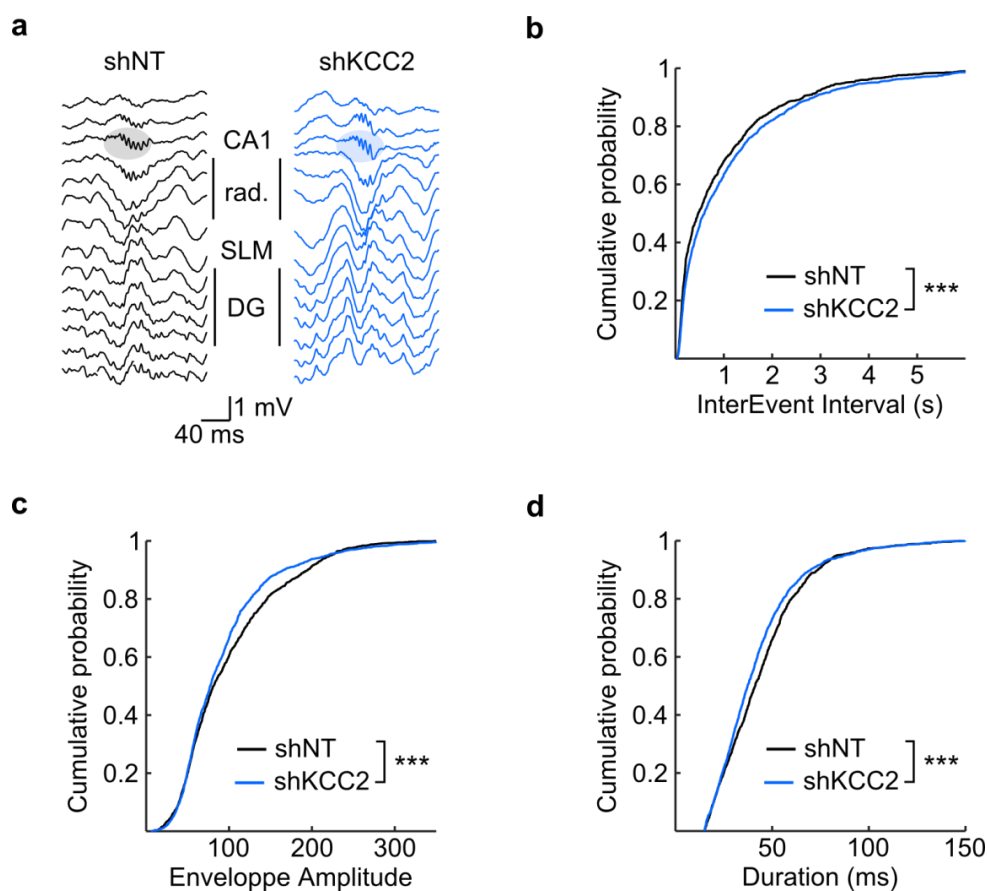 a
shNT
shKCC2
CA1
rad.
SLM
DG
1 mV
40 ms
b
Cumulative probability
1
0.8
0.6
0.4
0.2
shNT
shKCC2
***
1 2 3 4 5
InterEvent Interval (s)
c
Cumulative probability
1
0.8
0.6
0.4
0.2
shNT
shKCC2
***
100 200 300
Enveloppe Amplitude
d
Cumulative probability
1
0.8
0.6
0.4
0.2
shNT
shKCC2
***
50 100 150
Duration (ms)